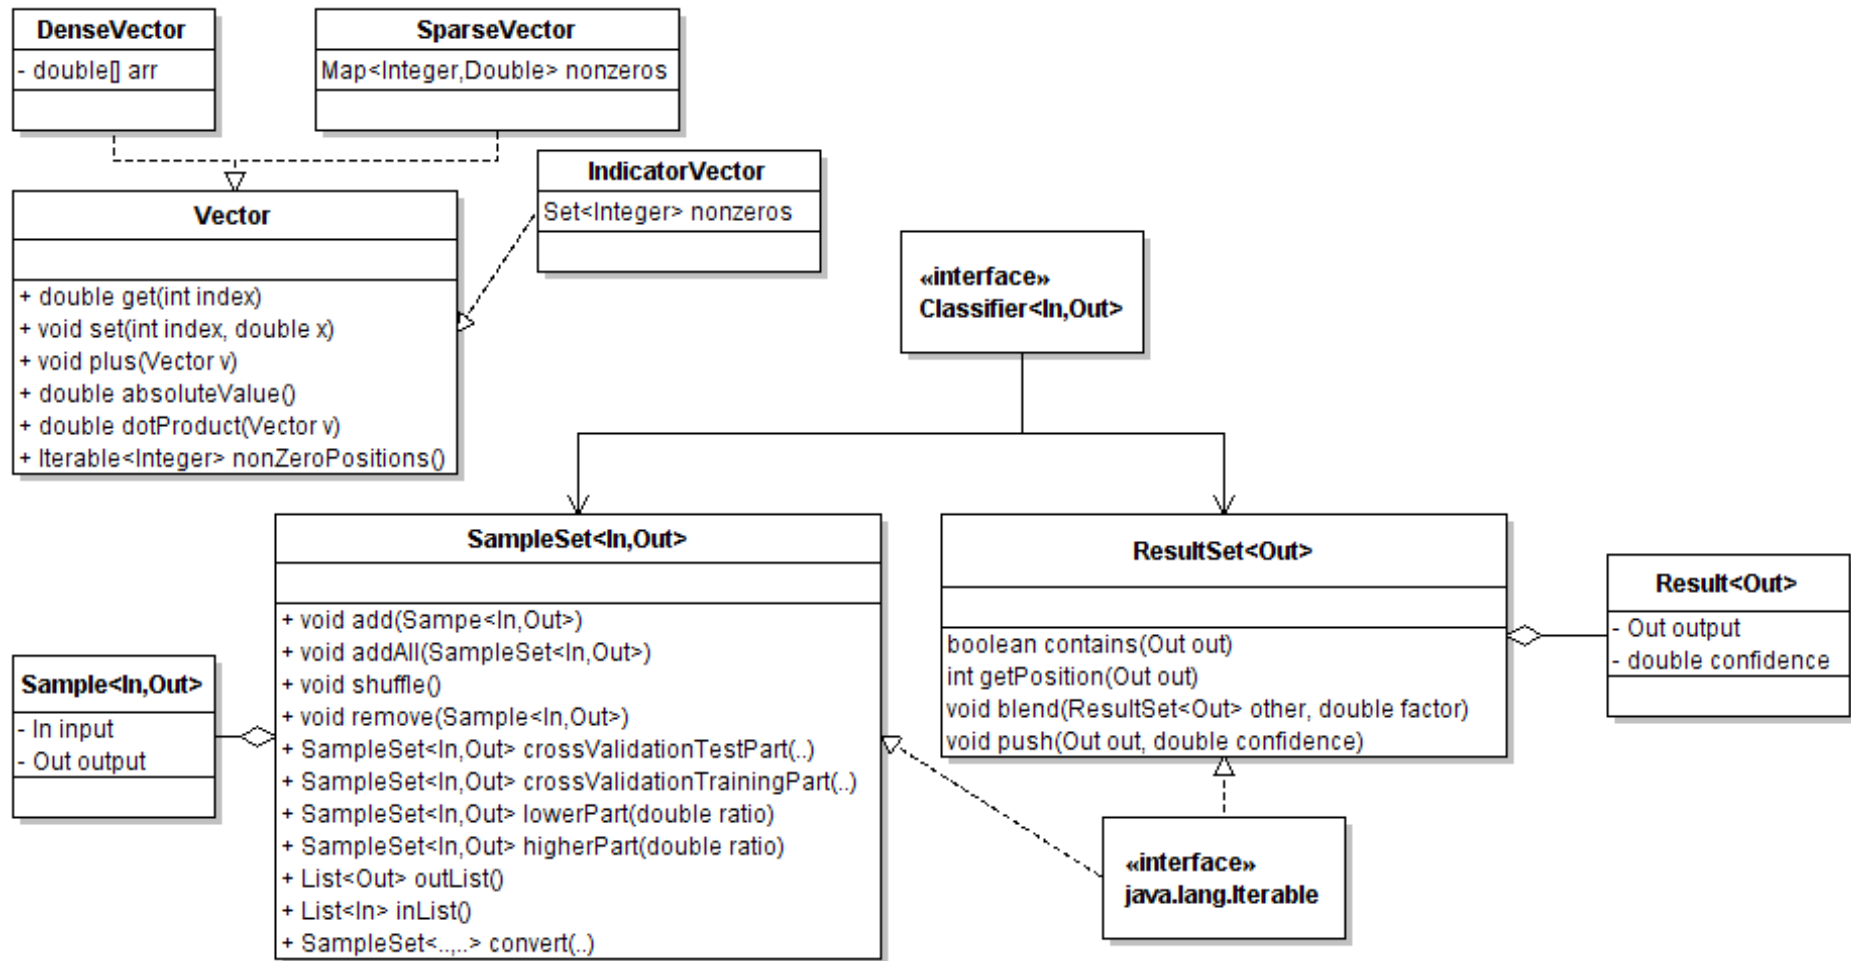 DenseVector
- double[] arr
SparseVector
Map<Integer,Double> nonzeros
IndicatorVector
Set<Integer> nonzeros
Vector
+ double get(int index)
+ void set(int index, double x)
+ void plus(Vector v)
+ double absoluteValue()
+ double dotProduct(Vector v)
+ Iterable<Integer> nonZeroPositions()
«interface»
Classifier<In,Out>
SampleSet<In,Out>
+ void add(Sampe<In,Out>)
+ void addAll(SampleSet<In,Out>)
+ void shuffle()
+ void remove(Sample<In,Out>)
+ SampleSet<In,Out> crossValidationTestPart(..)
+ SampleSet<In,Out> crossValidationTrainingPart(..)
+ SampleSet<In,Out> lowerPart(double ratio)
+ SampleSet<In,Out> higherPart(double ratio)
+ List<Out> outList()
+ List<In> inList()
+ SampleSet<..,..> convert(..)
Sample<In,Out>
- In input
- Out output
ResultSet<Out>
boolean contains(Out out)
int getPosition(Out out)
void blend(ResultSet<Out> other, double factor)
void push(Out out, double confidence)
Result<Out>
- Out output
- double confidence
«interface»
java.lang.Iterable